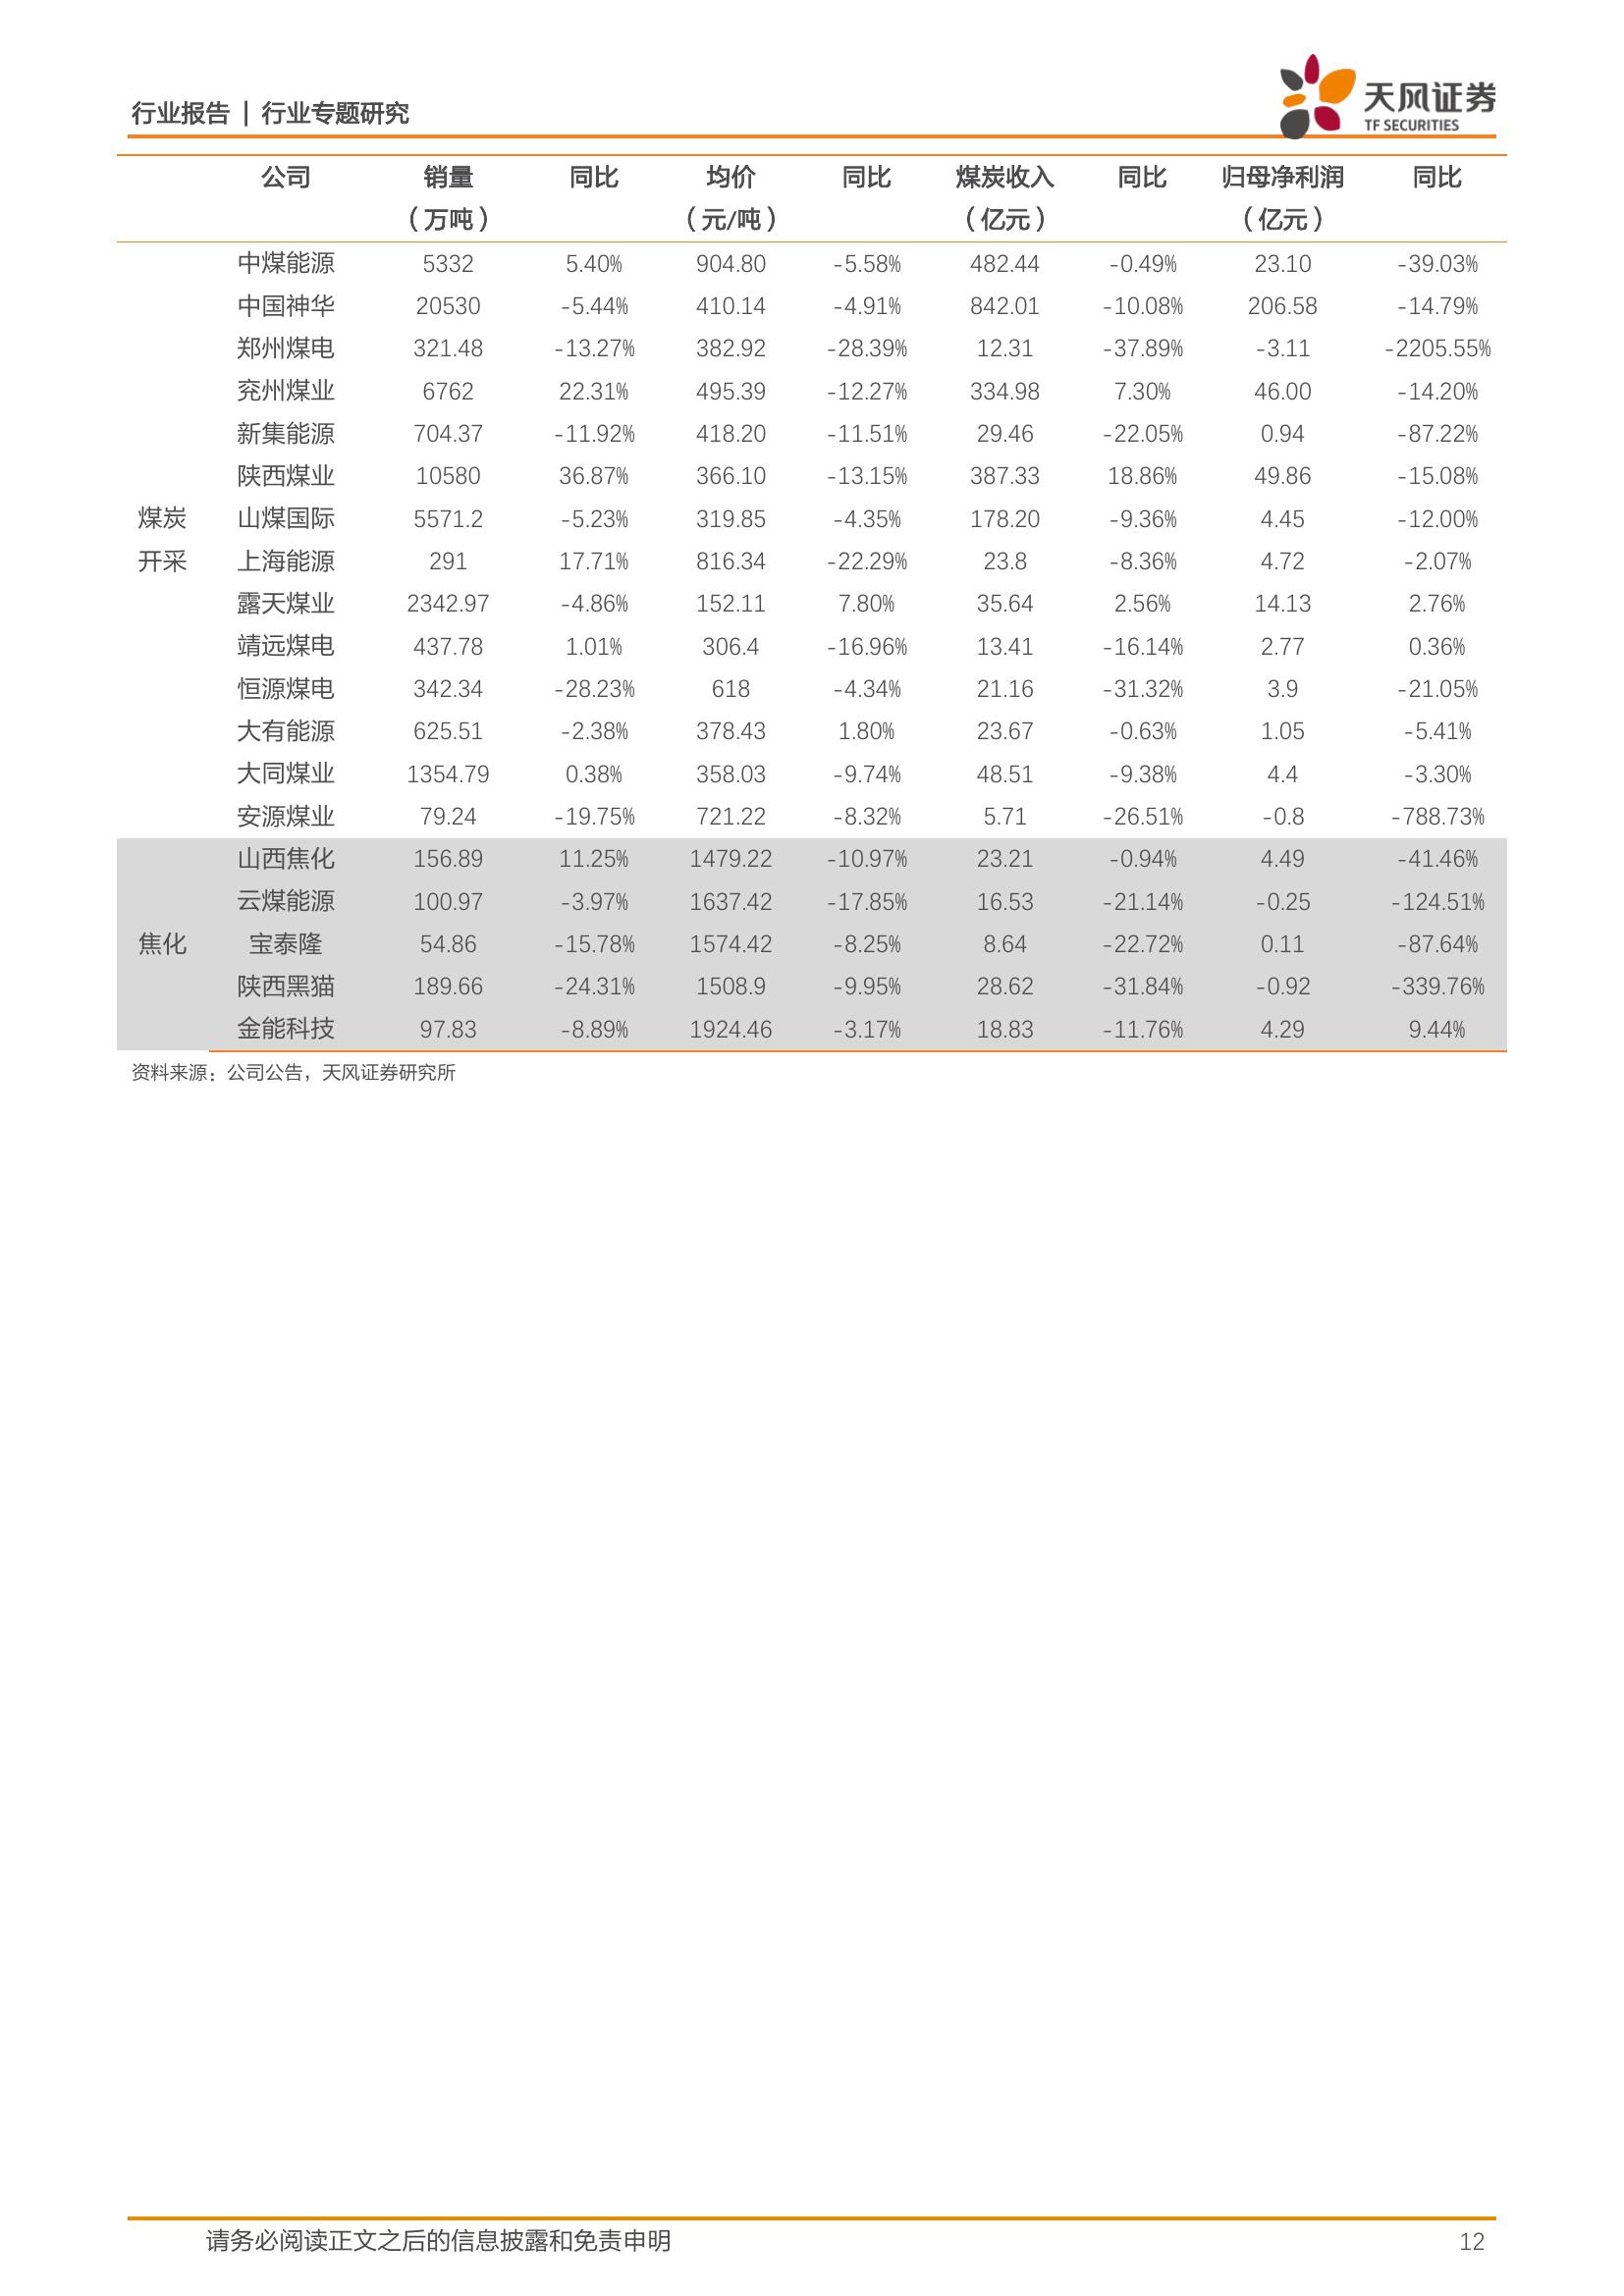 行业报告 | 行业专题研究
天风证券
TF SECURITIES
公司 销量 同比 均价 同比 煤炭收入 同比 归母净利润 同比
（万吨） （元/吨） （亿元） （亿元）
中煤能源 5332 5.40% 904.80 -5.58% 482.44 -0.49% 23.10 -39.03%
中国神华 20530 -5.44% 410.14 -4.91% 842.01 -10.08% 206.58 -14.79%
郑州煤电 321.48 -13.27% 382.92 -28.39% 12.31 -37.89% -3.11 -2205.55%
兖州煤业 6762 22.31% 495.39 -12.27% 334.98 7.30% 46.00 -14.20%
新集能源 704.37 -11.92% 418.20 -11.51% 29.46 -22.05% 0.94 -87.22%
陕西煤业 10580 36.87% 366.10 -13.15% 387.33 18.86% 49.86 -15.08%
煤炭 山煤国际 5571.2 -5.23% 319.85 -4.35% 178.20 -9.36% 4.45 -12.00%
开采 上海能源 291 17.71% 816.34 -22.29% 23.8 -8.36% 4.72 -2.07%
露天煤业 2342.97 -4.86% 152.11 7.80% 35.64 2.56% 14.13 2.76%
靖远煤电 437.78 1.01% 306.4 -16.96% 13.41 -16.14% 2.77 0.36%
恒源煤电 342.34 -28.23% 618 -4.34% 21.16 -31.32% 3.9 -21.05%
大有能源 625.51 -2.38% 378.43 1.80% 23.67 -0.63% 1.05 -5.41%
大同煤业 1354.79 0.38% 358.03 -9.74% 48.51 -9.38% 4.4 -3.30%
安源煤业 79.24 -19.75% 721.22 -8.32% 5.71 -26.51% -0.8 -788.73%
山西焦化 156.89 11.25% 1479.22 -10.97% 23.21 -0.94% 4.49 -41.46%
云煤能源 100.97 -3.97% 1637.42 -17.85% 16.53 -21.14% -0.25 -124.51%
焦化 宝泰隆 54.86 -15.78% 1574.42 -8.25% 8.64 -22.72% 0.11 -87.64%
陕西黑猫 189.66 -24.31% 1508.9 -9.95% 28.62 -31.84% -0.92 -339.76%
金能科技 97.83 -8.89% 1924.46 -3.17% 18.83 -11.76% 4.29 9.44%
资料来源：公司公告，天风证券研究所
请务必阅读正文之后的信息披露和免责申明 12